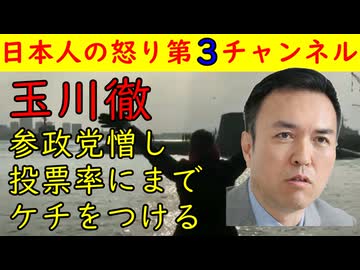 日本人の怒り第3チャンネル
玉川徹
参政党憎し
投票率にまで
ケチをつける